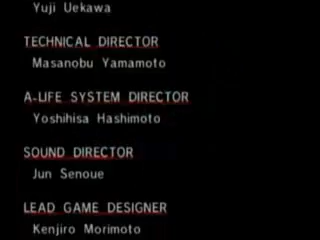 Yuji Uekawa
TECHNICAL DIRECTOR
Masanobu Yamamoto
A-LIFE SYSTEM DIRECTOR
Yoshihisa Hashimoto
SOUND DIRECTOR
Jun Senoue
LEAD GAME DESIGNER
Kenjiro Morimoto